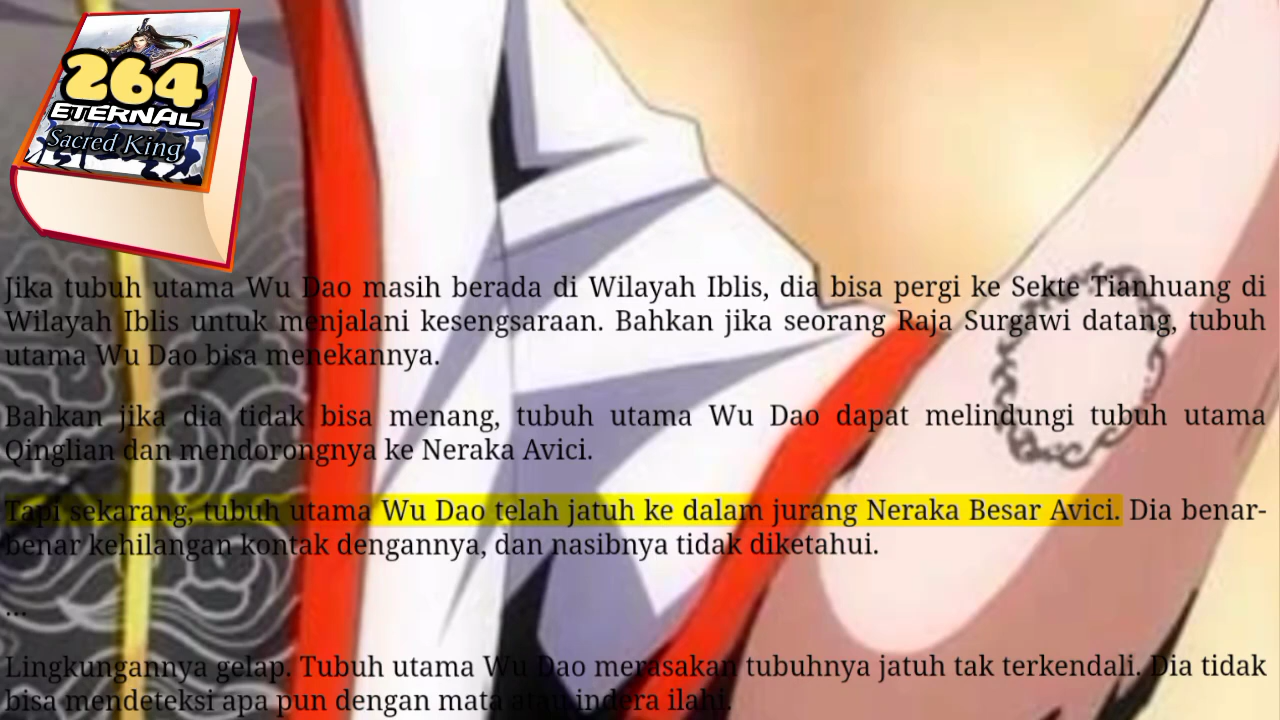 264
ETERNAL
Sacred King
Jika tubuh utama Wu Dao masih berada di Wilayah Iblis, dia bisa pergi ke Sekte Tianhuang di
Wilayah Iblis untuk menjalani kesengsaraan. Bahkan jika seorang Raja Surgawi datang, tubuh
utama Wu Dao bisa menekannya.
Bahkan jika dia tidak bisa menang, tubuh utama Wu Dao dapat melindungi tubuh utama
Qinglian dan mendorongnya ke Neraka Avici.
Tapi sekarang, tubuh utama Wu Dao telah jatuh ke dalam jurang Neraka Besar Avici. Dia benar-
benar kehilangan kontak dengannya, dan nasibnya tidak diketahui.
...
Lingkungannya gelap. Tubuh utama Wu Dao merasakan tubuhnya jatuh tak terkendali. Dia tidak
bisa mendeteksi apa pun dengan mata atau indera ilahi.